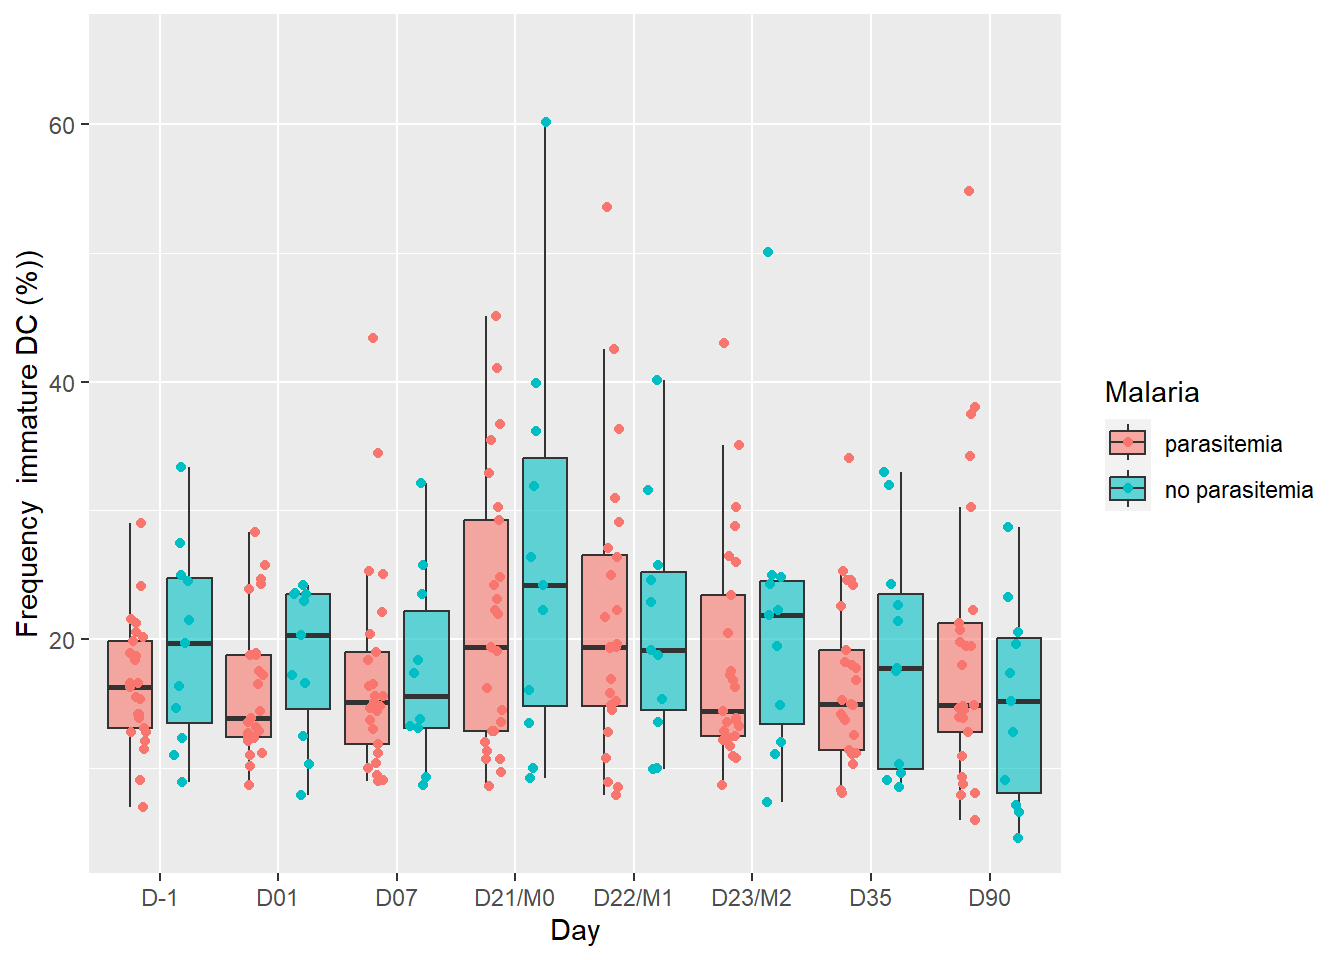 Frequency  immature DC (%))
60
40
20
D-1 D01 D07 D21/M0 D22/M1 D23/M2 D35 D90
Day
Malaria
parasitemia
no parasitemia